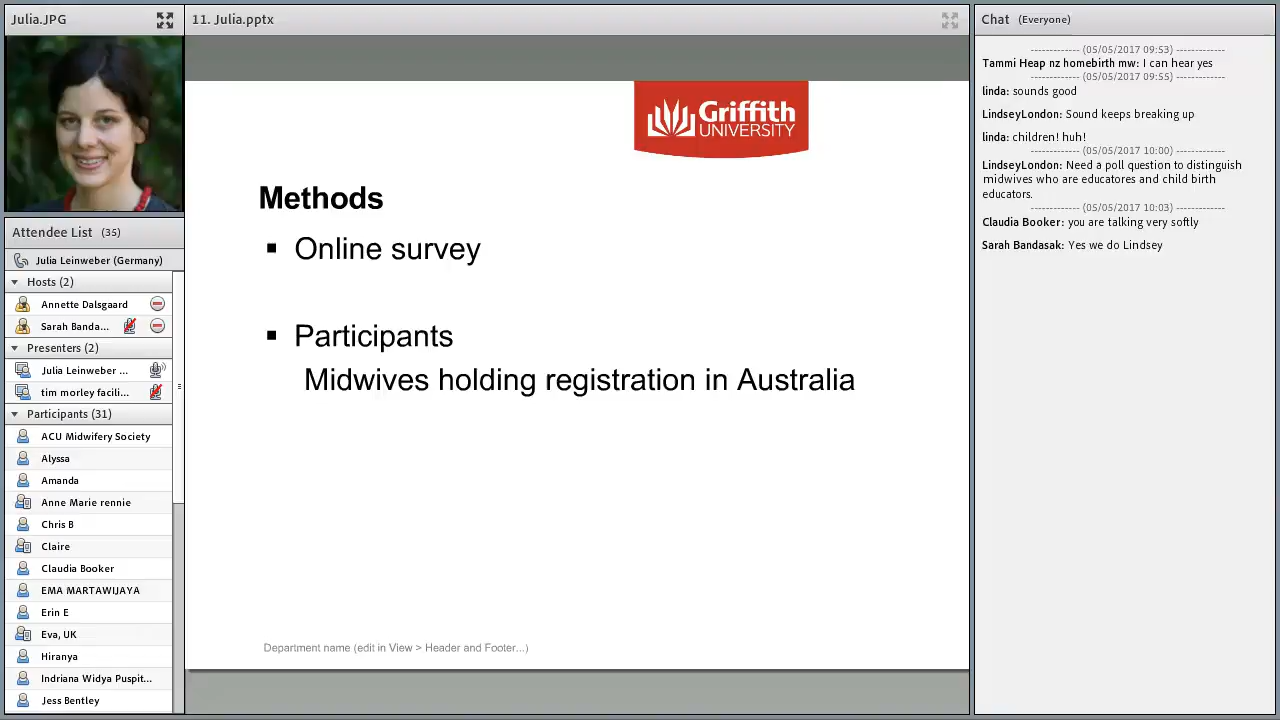 Julia.JPG
Attendee List (35)
Julia Leinweber (Germany)
Hosts (2)
Annette Dalsgaard
Sarah Banda...
Presenters (2)
Julia Leinweber ...
tim morley facili...
Participants (31)
ACU Midwifery Society
Alyssa
Amanda
Anne Marie rennie
Chris B
Claire
Claudia Booker
EMA MARTAWIJAYA
Erin E
Eva, UK
Hiranya
Indriana Widya Puspit...
Jess Bentley
11. Julia.pptx
Griffith
UNIVERSITY
Methods
▪ Online survey
▪ Participants
Midwives holding registration in Australia
Department name (edit in View > Header and Footer...)
Chat (Everyone)
------------- (05/05/2017 09:53) -------------
Tammi Heap nz homebirth mw: I can hear yes
------------- (05/05/2017 09:55) -------------
linda: sounds good
LindseyLondon: Sound keeps breaking up
linda: children! huh!
------------- (05/05/2017 10:00) -------------
LindseyLondon: Need a poll question to distinguish
midwives who are educatores and child birth
educators.
------------- (05/05/2017 10:03) -------------
Claudia Booker: you are talking very softly
Sarah Bandasak: Yes we do Lindsey